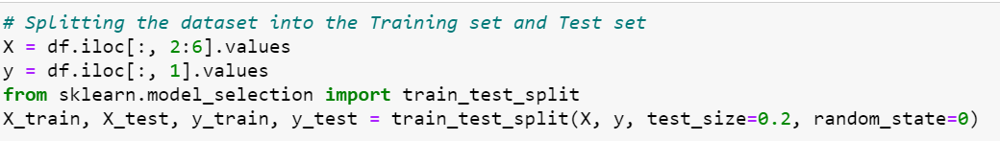 # Splitting the dataset into the Training set and Test set
X = df.iloc[:, 2:6].values
y = df.iloc[:, 1].values
from sklearn.model_selection import train_test_split
X_train, X_test, y_train, y_test = train_test_split(X, y, test_size=0.2, random_state=0)